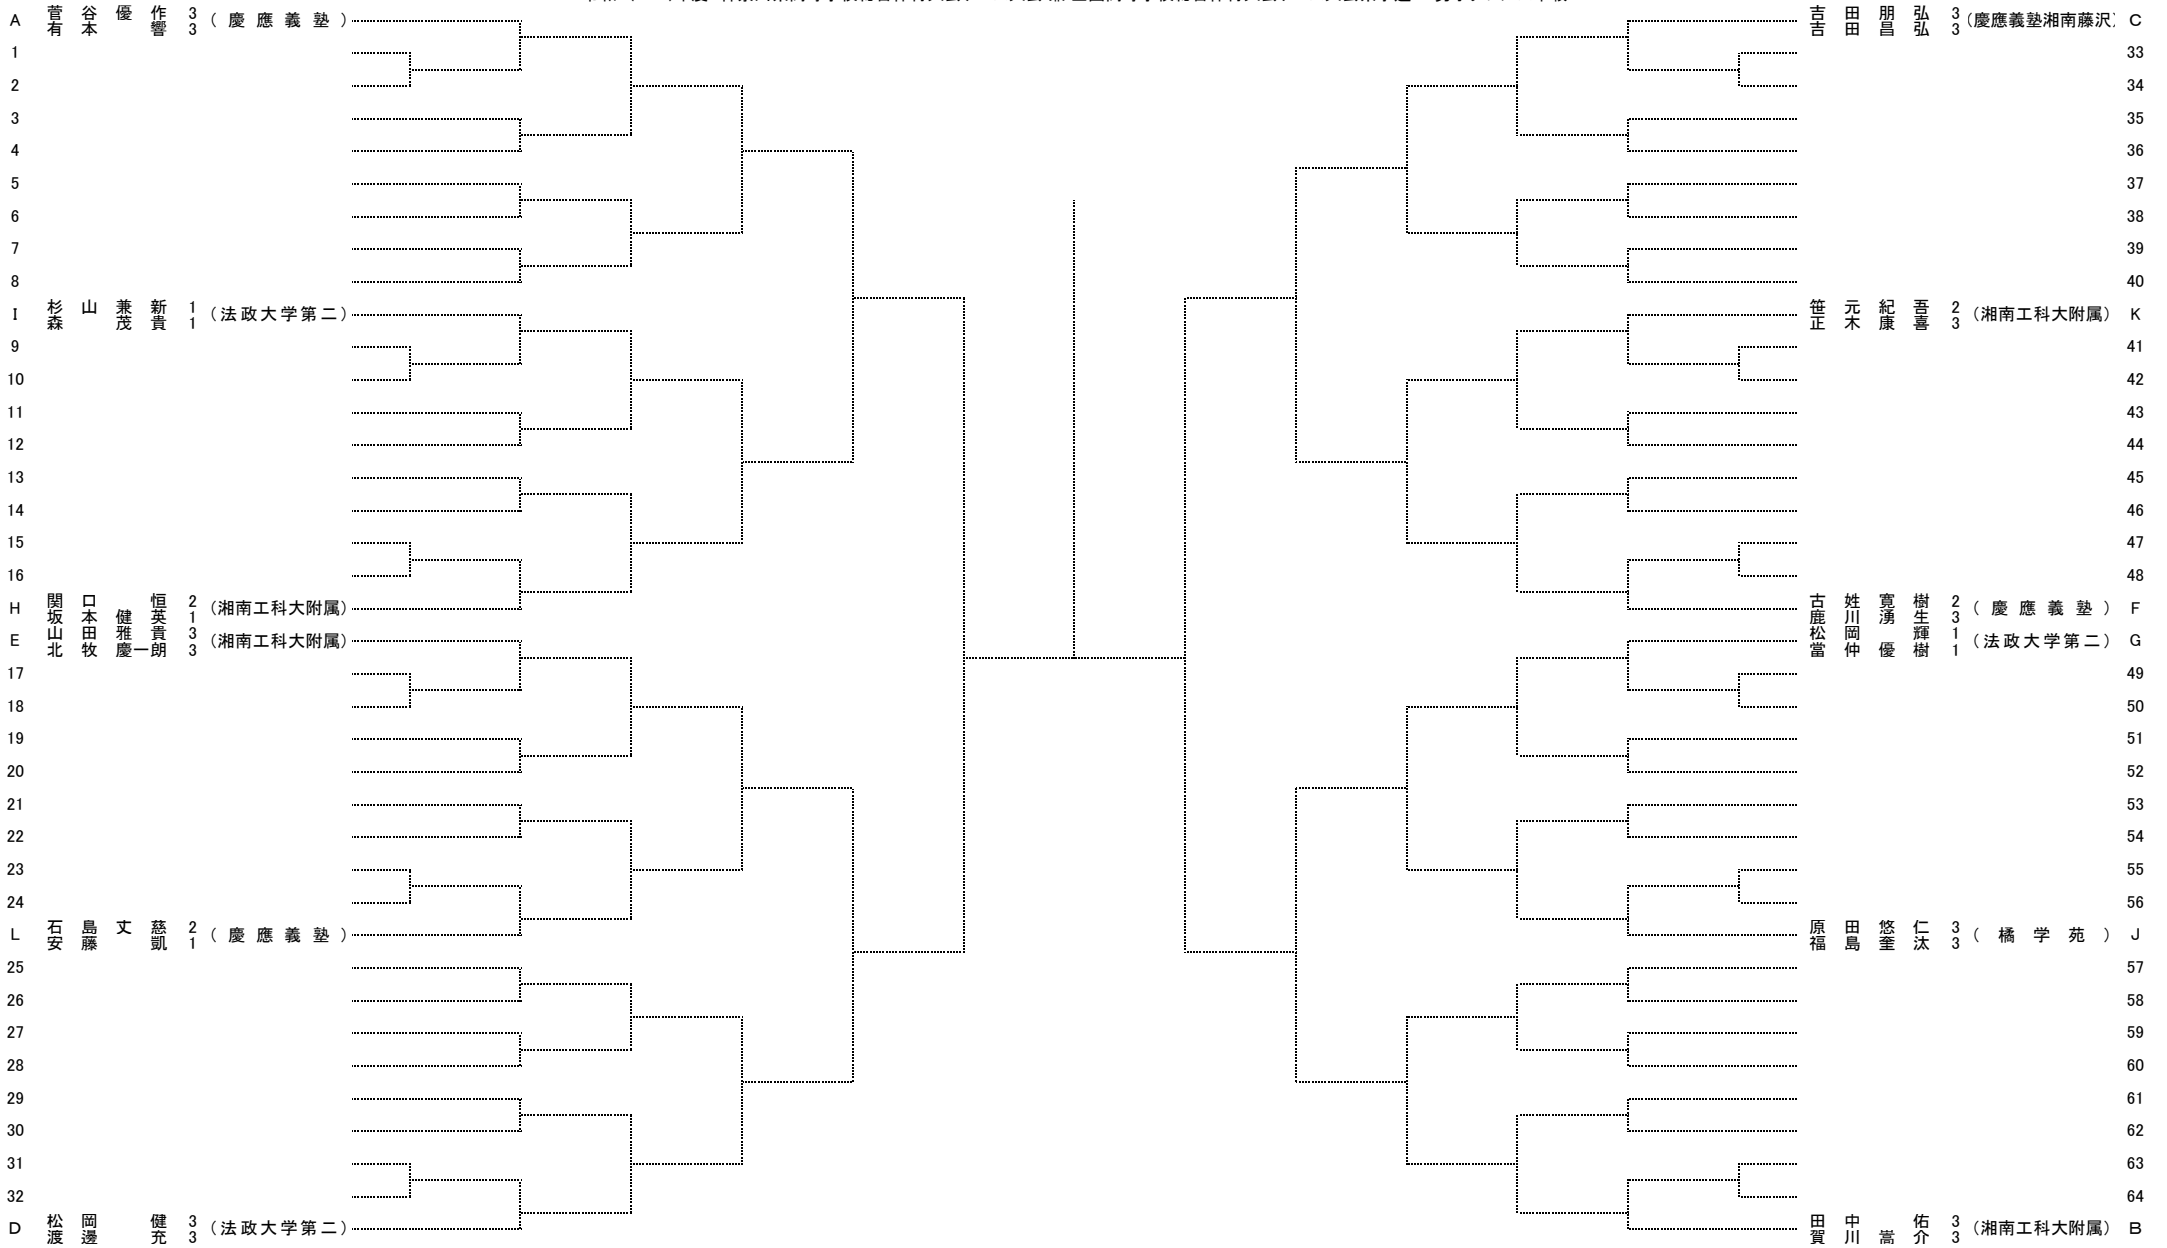 A 菅谷優作 3 (慶應義塾)
有本響 3
1
2
3
4
5
6
7
8
I 杉山兼新 1 (法政大学第二)
森茂貴 1
9
10
11
12
13
14
15
16
H 関口恒 2 (湘南工科大附属)
坂本健英 1
E 山田雅貴 3 (湘南工科大附属)
北牧慶一朗 3
17
18
19
20
21
22
23
24
L 石島丈慈 2 (慶應義塾)
安藤凱 1
25
26
27
28
29
30
31
32
D 松岡健 3 (法政大学第二)
渡邊充 3
吉田朋弘 3 (慶應義塾湘南藤沢) C
吉田昌弘 3
33
34
35
36
37
38
39
40
笹元紀吾 2 (湘南工科大附属) K
正木康喜 3
41
42
43
44
45
46
47
48
古姓寛樹 2 (慶應義塾) F
鹿川湧生 3
松岡輝 1 (法政大学第二) G
當仲優樹 1
49
50
51
52
53
54
55
56
原田悠仁 3 (橘学苑) J
福島奎汰 3
57
58
59
60
61
62
63
64
田中佑 3 (湘南工科大附属) B
賀川嵩介 3